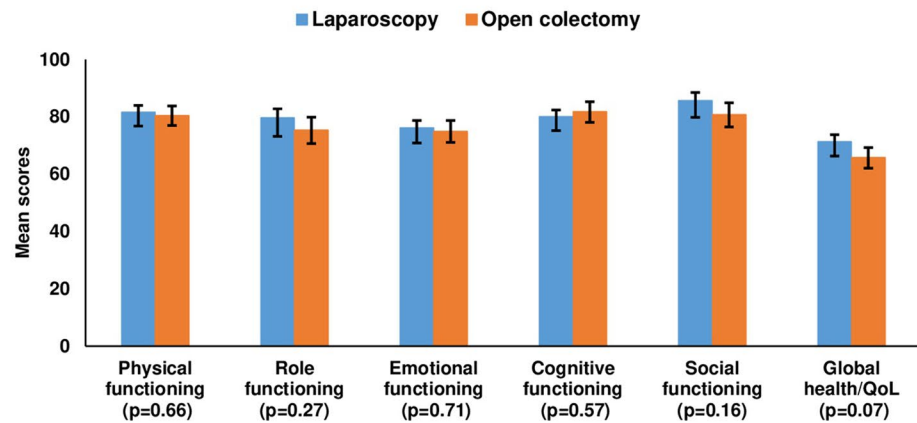 Laparoscopy Open colectomy
100
80
60
40
20
0
Mean scores
Physical functioning (p=0.66)
Role functioning (p=0.27)
Emotional functioning (p=0.71)
Cognitive functioning (p=0.57)
Social functioning (p=0.16)
Global health/QoL (p=0.07)